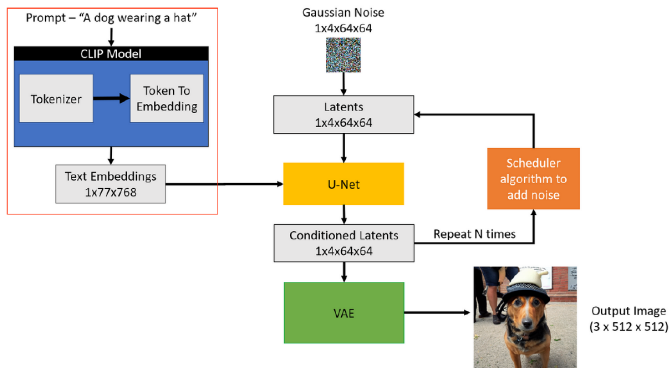 Prompt – “A dog wearing a hat”
CLIP Model
Tokenizer
Token To
Embedding
Text Embeddings
1x77x768
Gaussian Noise
1x4x64x64
Latents
1x4x64x64
U-Net
Conditioned Latents
1x4x64x64
Repeat N times
Scheduler
algorithm to
add noise
VAE
Output Image
(3 x 512 x 512)